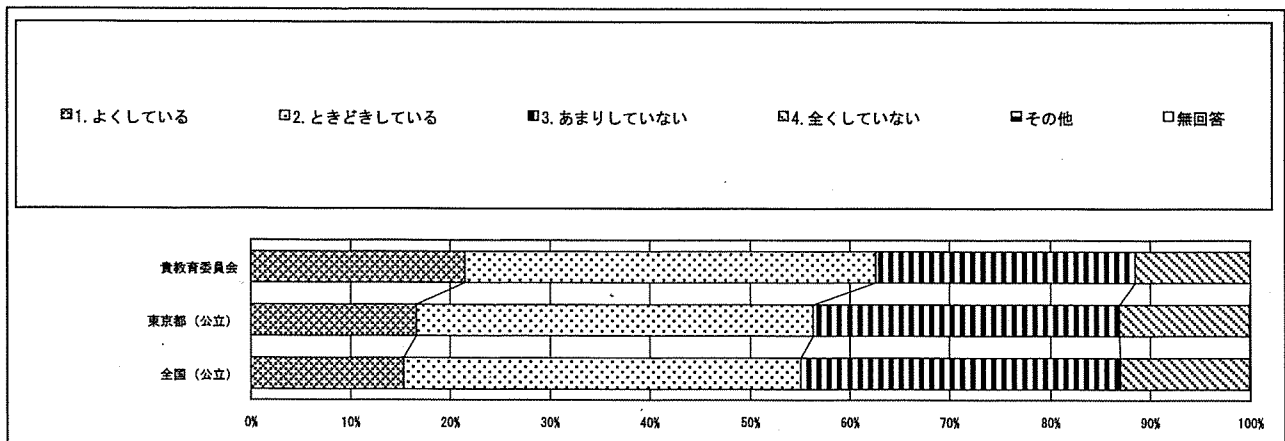 1. よくしている 2. ときどきしている 3. あまりしていない 4. 全くしていない その他 無回答
貴教育委員会
東京都（公立）
全国（公立）
0% 10% 20% 30% 40% 50% 60% 70% 80% 90% 100%